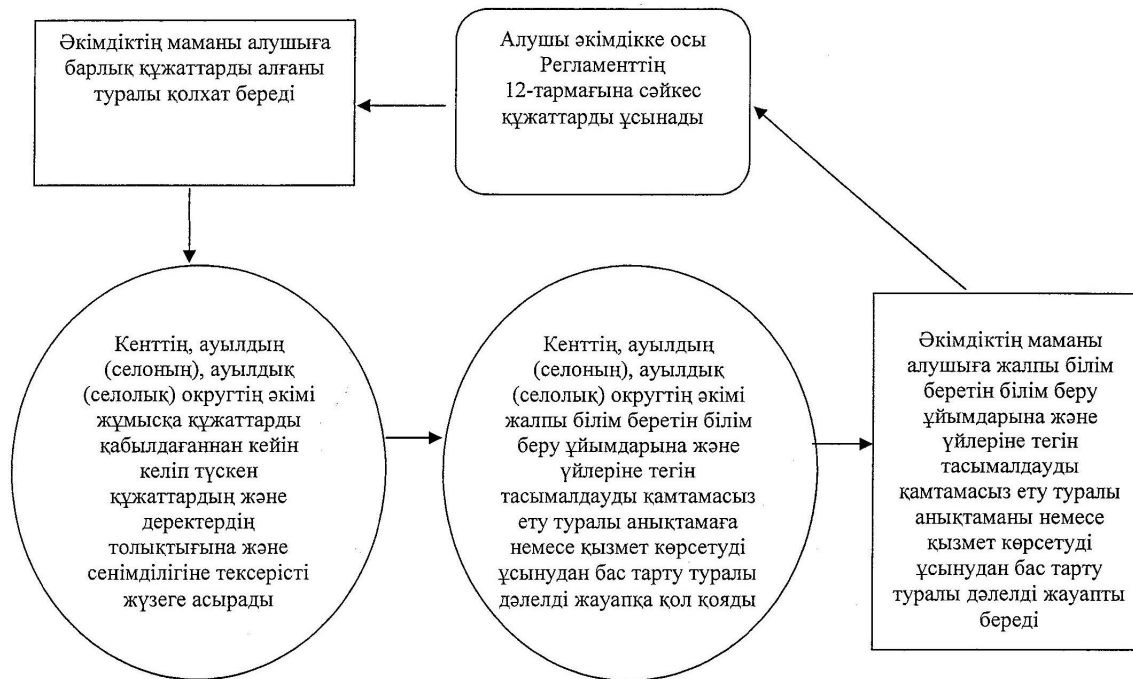 Әкімдіктің маманы алушыға
барлық құжаттарды алғаны
туралы қолхат береді
Алушы әкімдікке осы
Регламенттің
12-тармағына сәйкес
құжаттарды ұсынады
Кенттің, ауылдың
(селоның), ауылдық
(селолық) округтің әкімі
жұмысқа құжаттарды
қабылдағаннан кейін
келіп түскен
құжаттардың және
деректердің
толықтығына және
сенімділігіне тексерісті
жүзеге асырады
Кенттің, ауылдың
(селоның), ауылдық
(селолық) округтің әкімі
жалпы білім беретін білім
беру ұйымдарына және
үйлеріне тегін
тасымалдауды қамтамасыз
ету туралы анықтамаға
немесе қызмет көрсетуді
ұсынудан бас тарту туралы
дәлелді жауапқа қол қояды
Әкімдіктің маманы
алушыға жалпы білім
беретін білім беру
ұйымдарына және
үйлеріне тегін
тасымалдауды
қамтамасыз ету туралы
анықтаманы немесе
қызмет көрсетуді
ұсынудан бас тарту
туралы дәлелді жауапты
береді